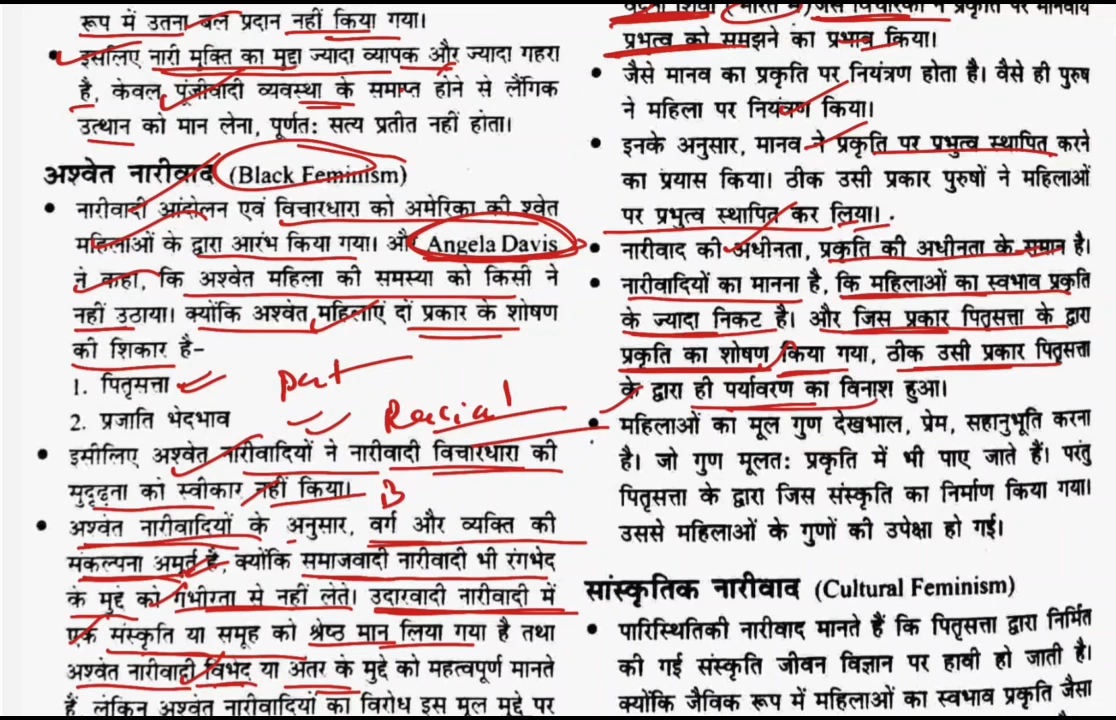 रूप में उतना बल प्रदान नहीं किया गया।
• इसलिए नारी मुक्ति का मुद्दा ज्यादा व्यापक और ज्यादा गहरा
है, केवल पूंजीवादी व्यवस्था के समाप्त होने से लैंगिक
उत्थान को मान लेना, पूर्णतः सत्य प्रतीत नहीं होता।
अश्वेत नारीवाद (Black Feminism)
• नारीवादी आंदोलन एवं विचारधारा को अमेरिका की श्वेत
महिलाओं के द्वारा आरंभ किया गया। और Angela Davis
ने कहा, कि अश्वेत महिला की समस्या को किसी ने
नहीं उठाया। क्योंकि अश्वेत महिलाएं दो प्रकार के शोषण
की शिकार है-
1. पितृसत्ता
2. प्रजाति भेदभाव
Racial
• इसीलिए अश्वेत नारीवादियों ने नारीवादी विचारधारा की
सुदृढ़ता को स्वीकार नहीं किया।
B
• अश्वेत नारीवादियों के अनुसार, वर्ग और व्यक्ति की
संकल्पना अमूर्त है, क्योंकि समाजवादी नारीवादी भी रंगभेद
के मुद्दे को गंभीरता से नहीं लेते। उदारवादी नारीवादी में
एक संस्कृति या समूह को श्रेष्ठ मान लिया गया है तथा
अश्वेत नारीवादी विभेद या अंतर के मुद्दे को महत्वपूर्ण मानते
हैं, लेकिन अश्वेत नारीवादियों का विरोध इस मूल मुद्दे पर
वंदना शिवा (भारत में) जैसे विचारकों ने प्रकृति पर मानवीय
प्रभुत्व को समझने का प्रभाव किया।
• जैसे मानव का प्रकृति पर नियंत्रण होता है। वैसे ही पुरुष
ने महिला पर नियंत्रण किया।
• इनके अनुसार, मानव ने प्रकृति पर प्रभुत्व स्थापित करने
का प्रयास किया। ठीक उसी प्रकार पुरुषों ने महिलाओं
पर प्रभुत्व स्थापित कर लिया।
• नारीवाद की अधीनता, प्रकृति की अधीनता के समान है।
• नारीवादियों का मानना है, कि महिलाओं का स्वभाव प्रकृति
के ज्यादा निकट है। और जिस प्रकार पितृसत्ता के द्वारा
प्रकृति का शोषण किया गया, ठीक उसी प्रकार पितृसत्ता
के द्वारा ही पर्यावरण का विनाश हुआ।
• महिलाओं का मूल गुण देखभाल, प्रेम, सहानुभूति करना
है। जो गुण मूलतः प्रकृति में भी पाए जाते हैं। परंतु
पितृसत्ता के द्वारा जिस संस्कृति का निर्माण किया गया।
उससे महिलाओं के गुणों की उपेक्षा हो गई।
सांस्कृतिक नारीवाद (Cultural Feminism)
• पारिस्थितिकी नारीवाद मानते हैं कि पितृसत्ता द्वारा निर्मित
की गई संस्कृति जीवन विज्ञान पर हावी हो जाती है।
क्योंकि जैविक रूप में महिलाओं का स्वभाव प्रकृति जैसा